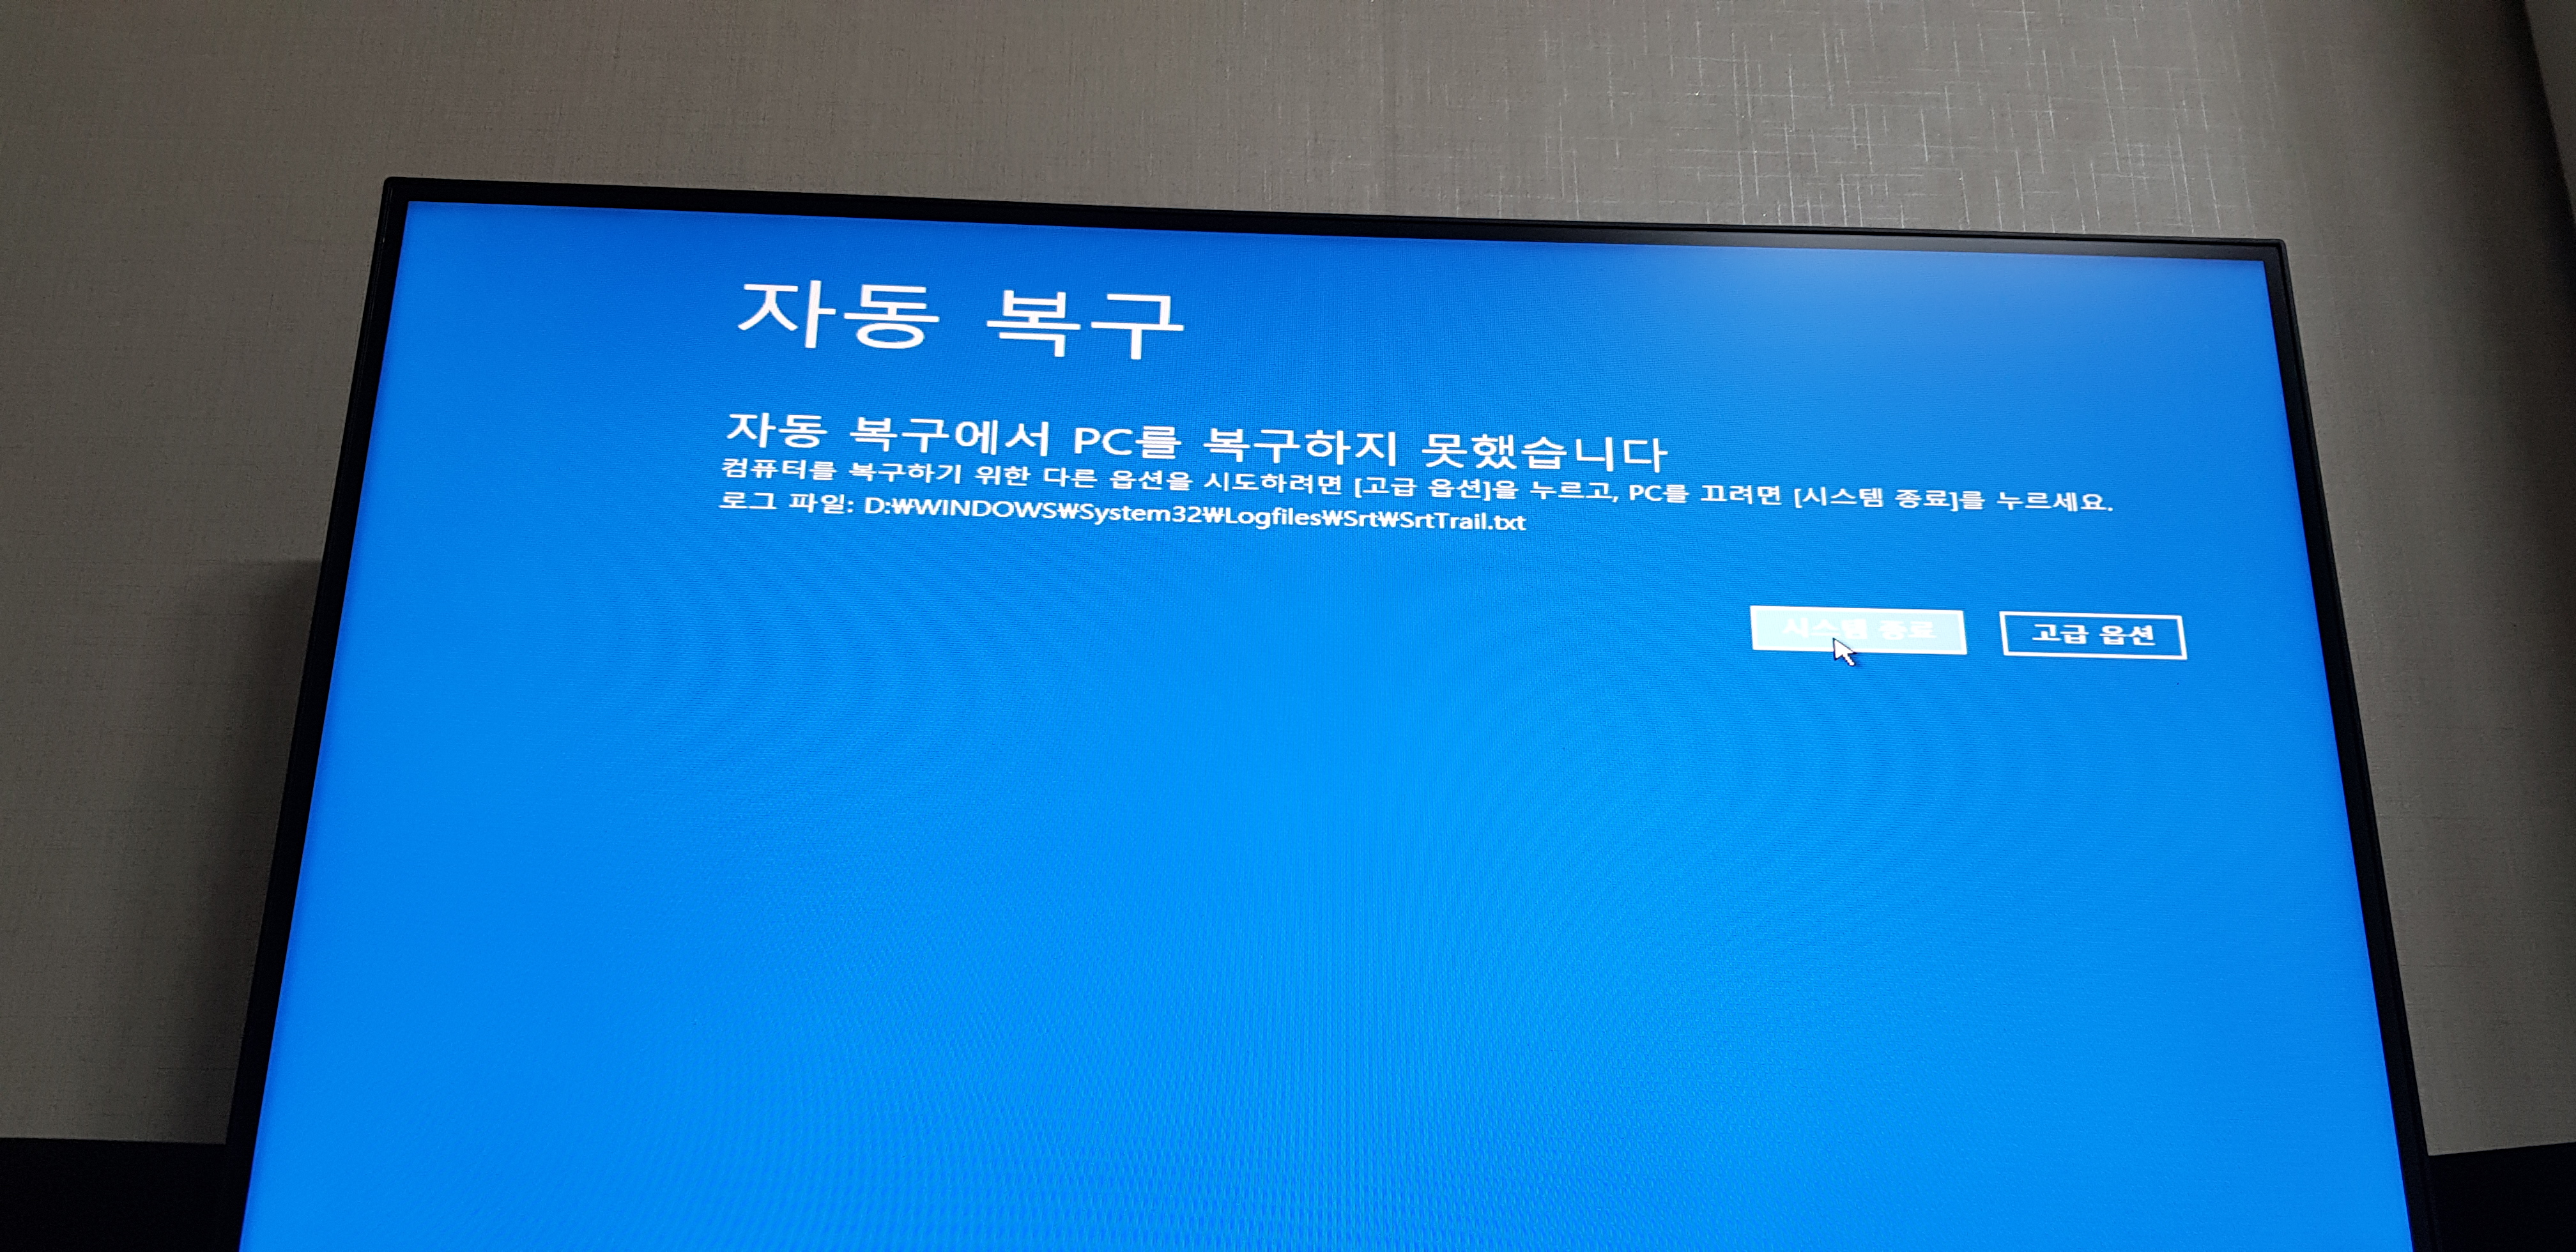 자동 복구
자동 복구에서 PC를 복구하지 못했습니다
컴퓨터를 복구하기 위한 다른 옵션을 시도하려면 [고급 옵션]을 누르고, PC를 끄려면 [시스템 종료]를 누르세요.
로그 파일: D:₩WINDOWS₩System32₩Logfiles₩Srt₩SrtTrail.txt
시스템 종료
고급 옵션